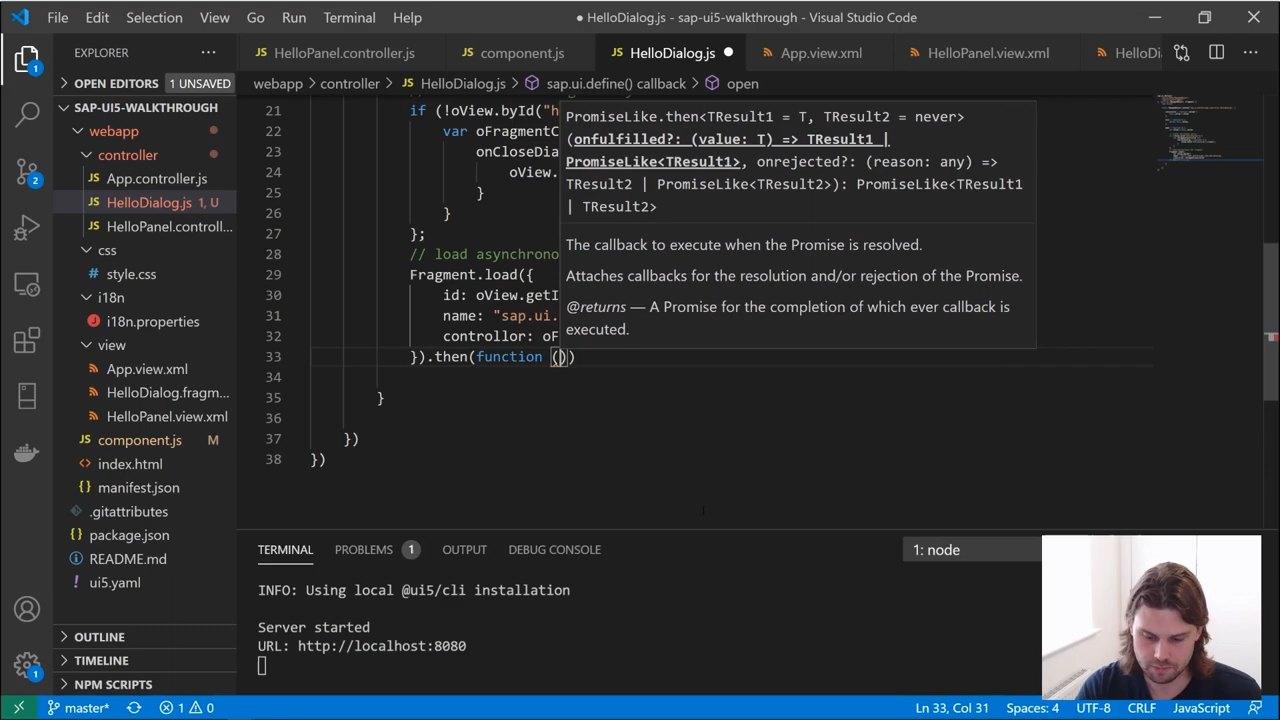 File Edit Selection View Go Run Terminal Help
● HelloDialog.js - sap-ui5-walkthrough - Visual Studio Code
EXPLORER
OPEN EDITORS 1 UNSAVED
SAP-UI5-WALKTHROUGH
webapp
controller
App.controller.js
HelloDialog.js 1, U
HelloPanel.controll...
css
style.css
i18n
i18n.properties
view
App.view.xml
HelloDialog.fragm...
HelloPanel.view.xml
component.js M
index.html
manifest.json
.gitattributes
package.json
README.md
ui5.yaml
OUTLINE
TIMELINE
NPM SCRIPTS
1
2
1
HelloPanel.controller.js component.js HelloDialog.js App.view.xml HelloPanel.view.xml HelloDi
webapp > controller > HelloDialog.js > sap.ui.define() callback > open
21 if (!oView.byId("h
22 var oFragmentC
23 onCloseDia
24 oView.
25 }
26 }
27 };
28 // load asynchrono
29 Fragment.load({
30 id: oView.getI
31 name: "sap.ui.
32 controllor: oF
33 }).then(function ())
34
35 }
36
37 })
38 })
PromiseLike.then<TResult1 = T, TResult2 = never>
(onfulfilled?: (value: T) => TResult1 |
PromiseLike<TResult1>, onrejected?: (reason: any) =>
TResult2 | PromiseLike<TResult2>): PromiseLike<TResult1
| TResult2>
The callback to execute when the Promise is resolved.
Attaches callbacks for the resolution and/or rejection of the Promise.
@returns — A Promise for the completion of which ever callback is
executed.
TERMINAL PROBLEMS 1 OUTPUT DEBUG CONSOLE
1: node
INFO: Using local @ui5/cli installation
Server started
URL: http://localhost:8080
master* 1 0 Ln 33, Col 31 Spaces: 4 UTF-8 CRLF JavaScript